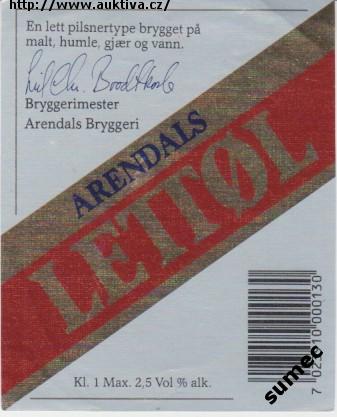 http://www.auktiva.cz/
En lett pilsnertype brygget på
malt, humle, gjær og vann.
Bryggerimester
Arendals Bryggeri
ARENDALS
LETTØL
Kl. 1 Max. 2,5 Vol % alk.
sumec